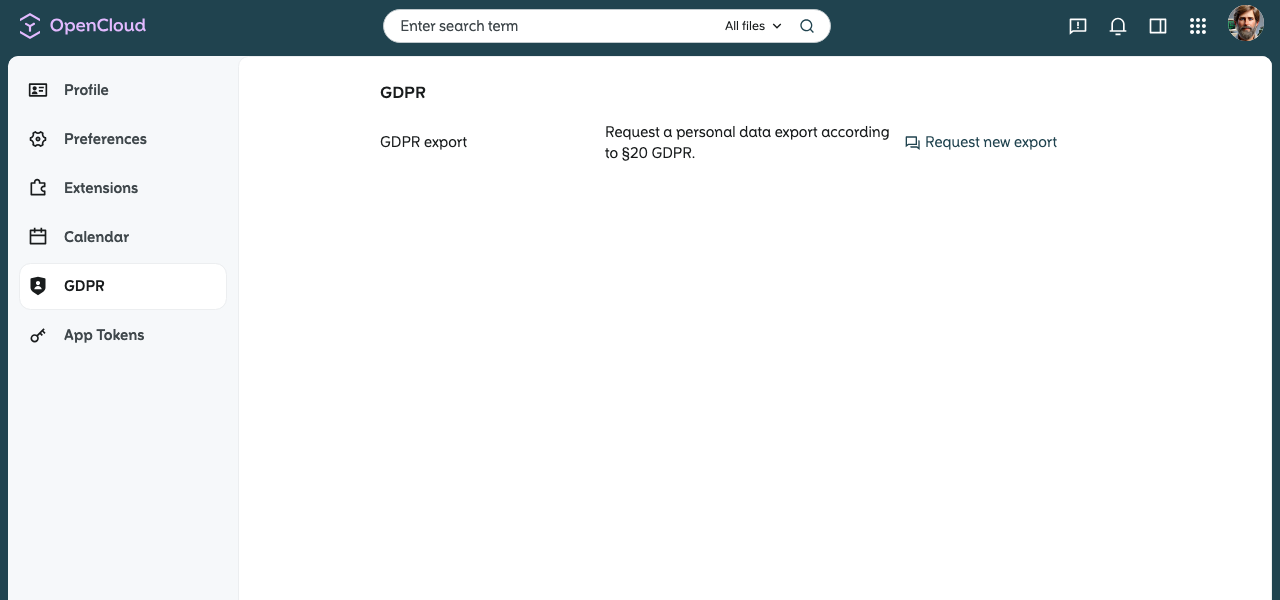 OpenCloud
Enter search term
All files
Profile
Preferences
Extensions
Calendar
GDPR
App Tokens
GDPR
GDPR export
Request a personal data export according
to §20 GDPR.
Request new export